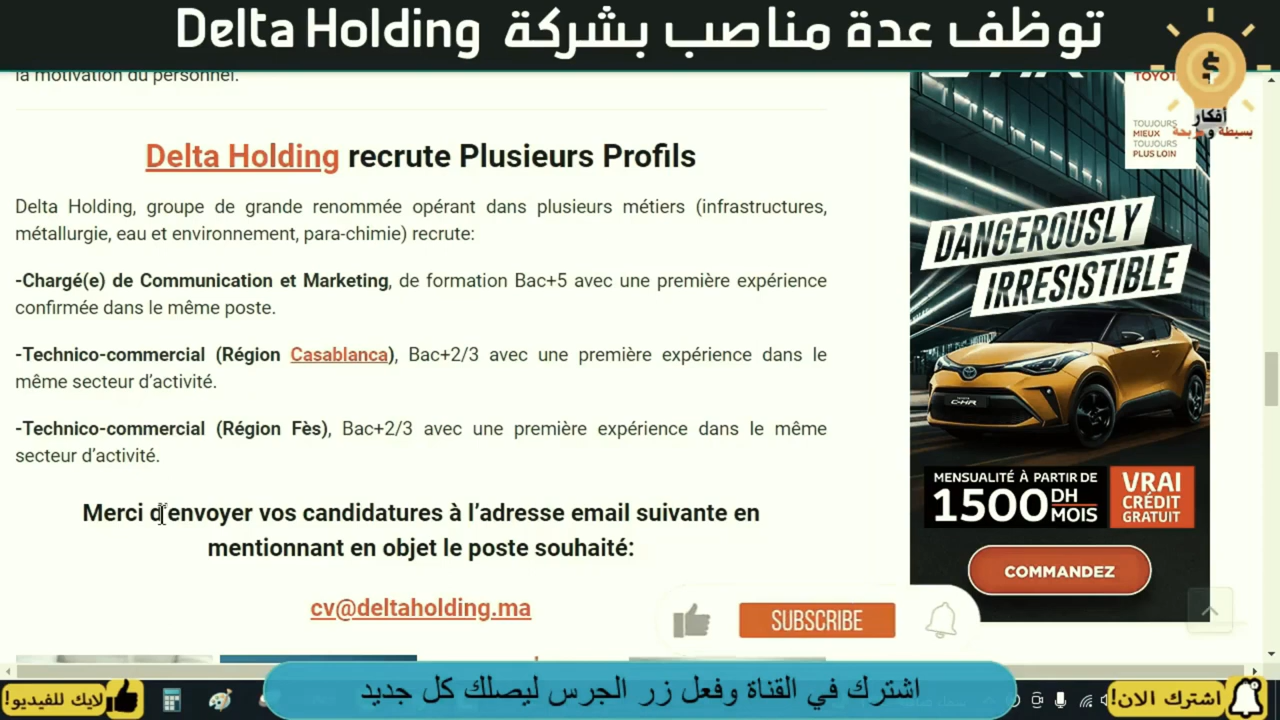 توظف عدة مناصب بشركة Delta Holding
la motivation du personnel.
Delta Holding recrute Plusieurs Profils
Delta Holding, groupe de grande renommée opérant dans plusieurs métiers (infrastructures,
métallurgie, eau et environnement, para-chimie) recrute:
-Chargé(e) de Communication et Marketing, de formation Bac+5 avec une première expérience
confirmée dans le même poste.
-Technico-commercial (Région Casablanca), Bac+2/3 avec une première expérience dans le
même secteur d'activité.
-Technico-commercial (Région Fès), Bac+2/3 avec une première expérience dans le même
secteur d'activité.
Merci d'envoyer vos candidatures à l'adresse email suivante en
mentionnant en objet le poste souhaité:
cv@deltaholding.ma
TOYOTA
TOUJOURS
MIEUX
TOUJOURS
PLUS LOIN
$
أفكار
بسيطة و مربحة
DANGEROUSLY
IRRESISTIBLE
C-HR
MENSUALITÉ À PARTIR DE
1500 DH MOIS
VRAI
CRÉDIT
GRATUIT
COMMANDEZ
SUBSCRIBE
اشترك في القناة وفعل زر الجرس ليصلك كل جديد
لايك للفيديو!
اشترك الان!